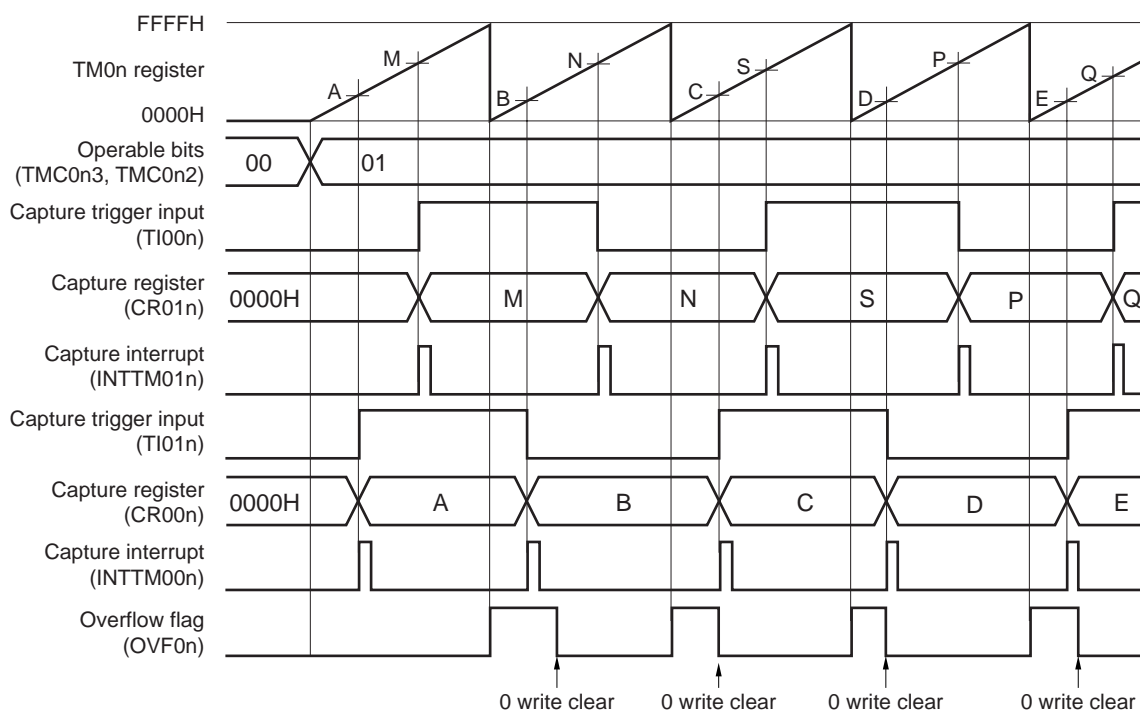 FFFFH
TM0n register
0000H
A M B N C S D P E Q
Operable bits
(TMC0n3, TMC0n2)
00 01
Capture trigger input
(TI00n)
Capture register
(CR01n)
0000H M N S P Q
Capture interrupt
(INTTM01n)
Capture trigger input
(TI01n)
Capture register
(CR00n)
0000H A B C D E
Capture interrupt
(INTTM00n)
Overflow flag
(OVF0n)
0 write clear 0 write clear 0 write clear 0 write clear